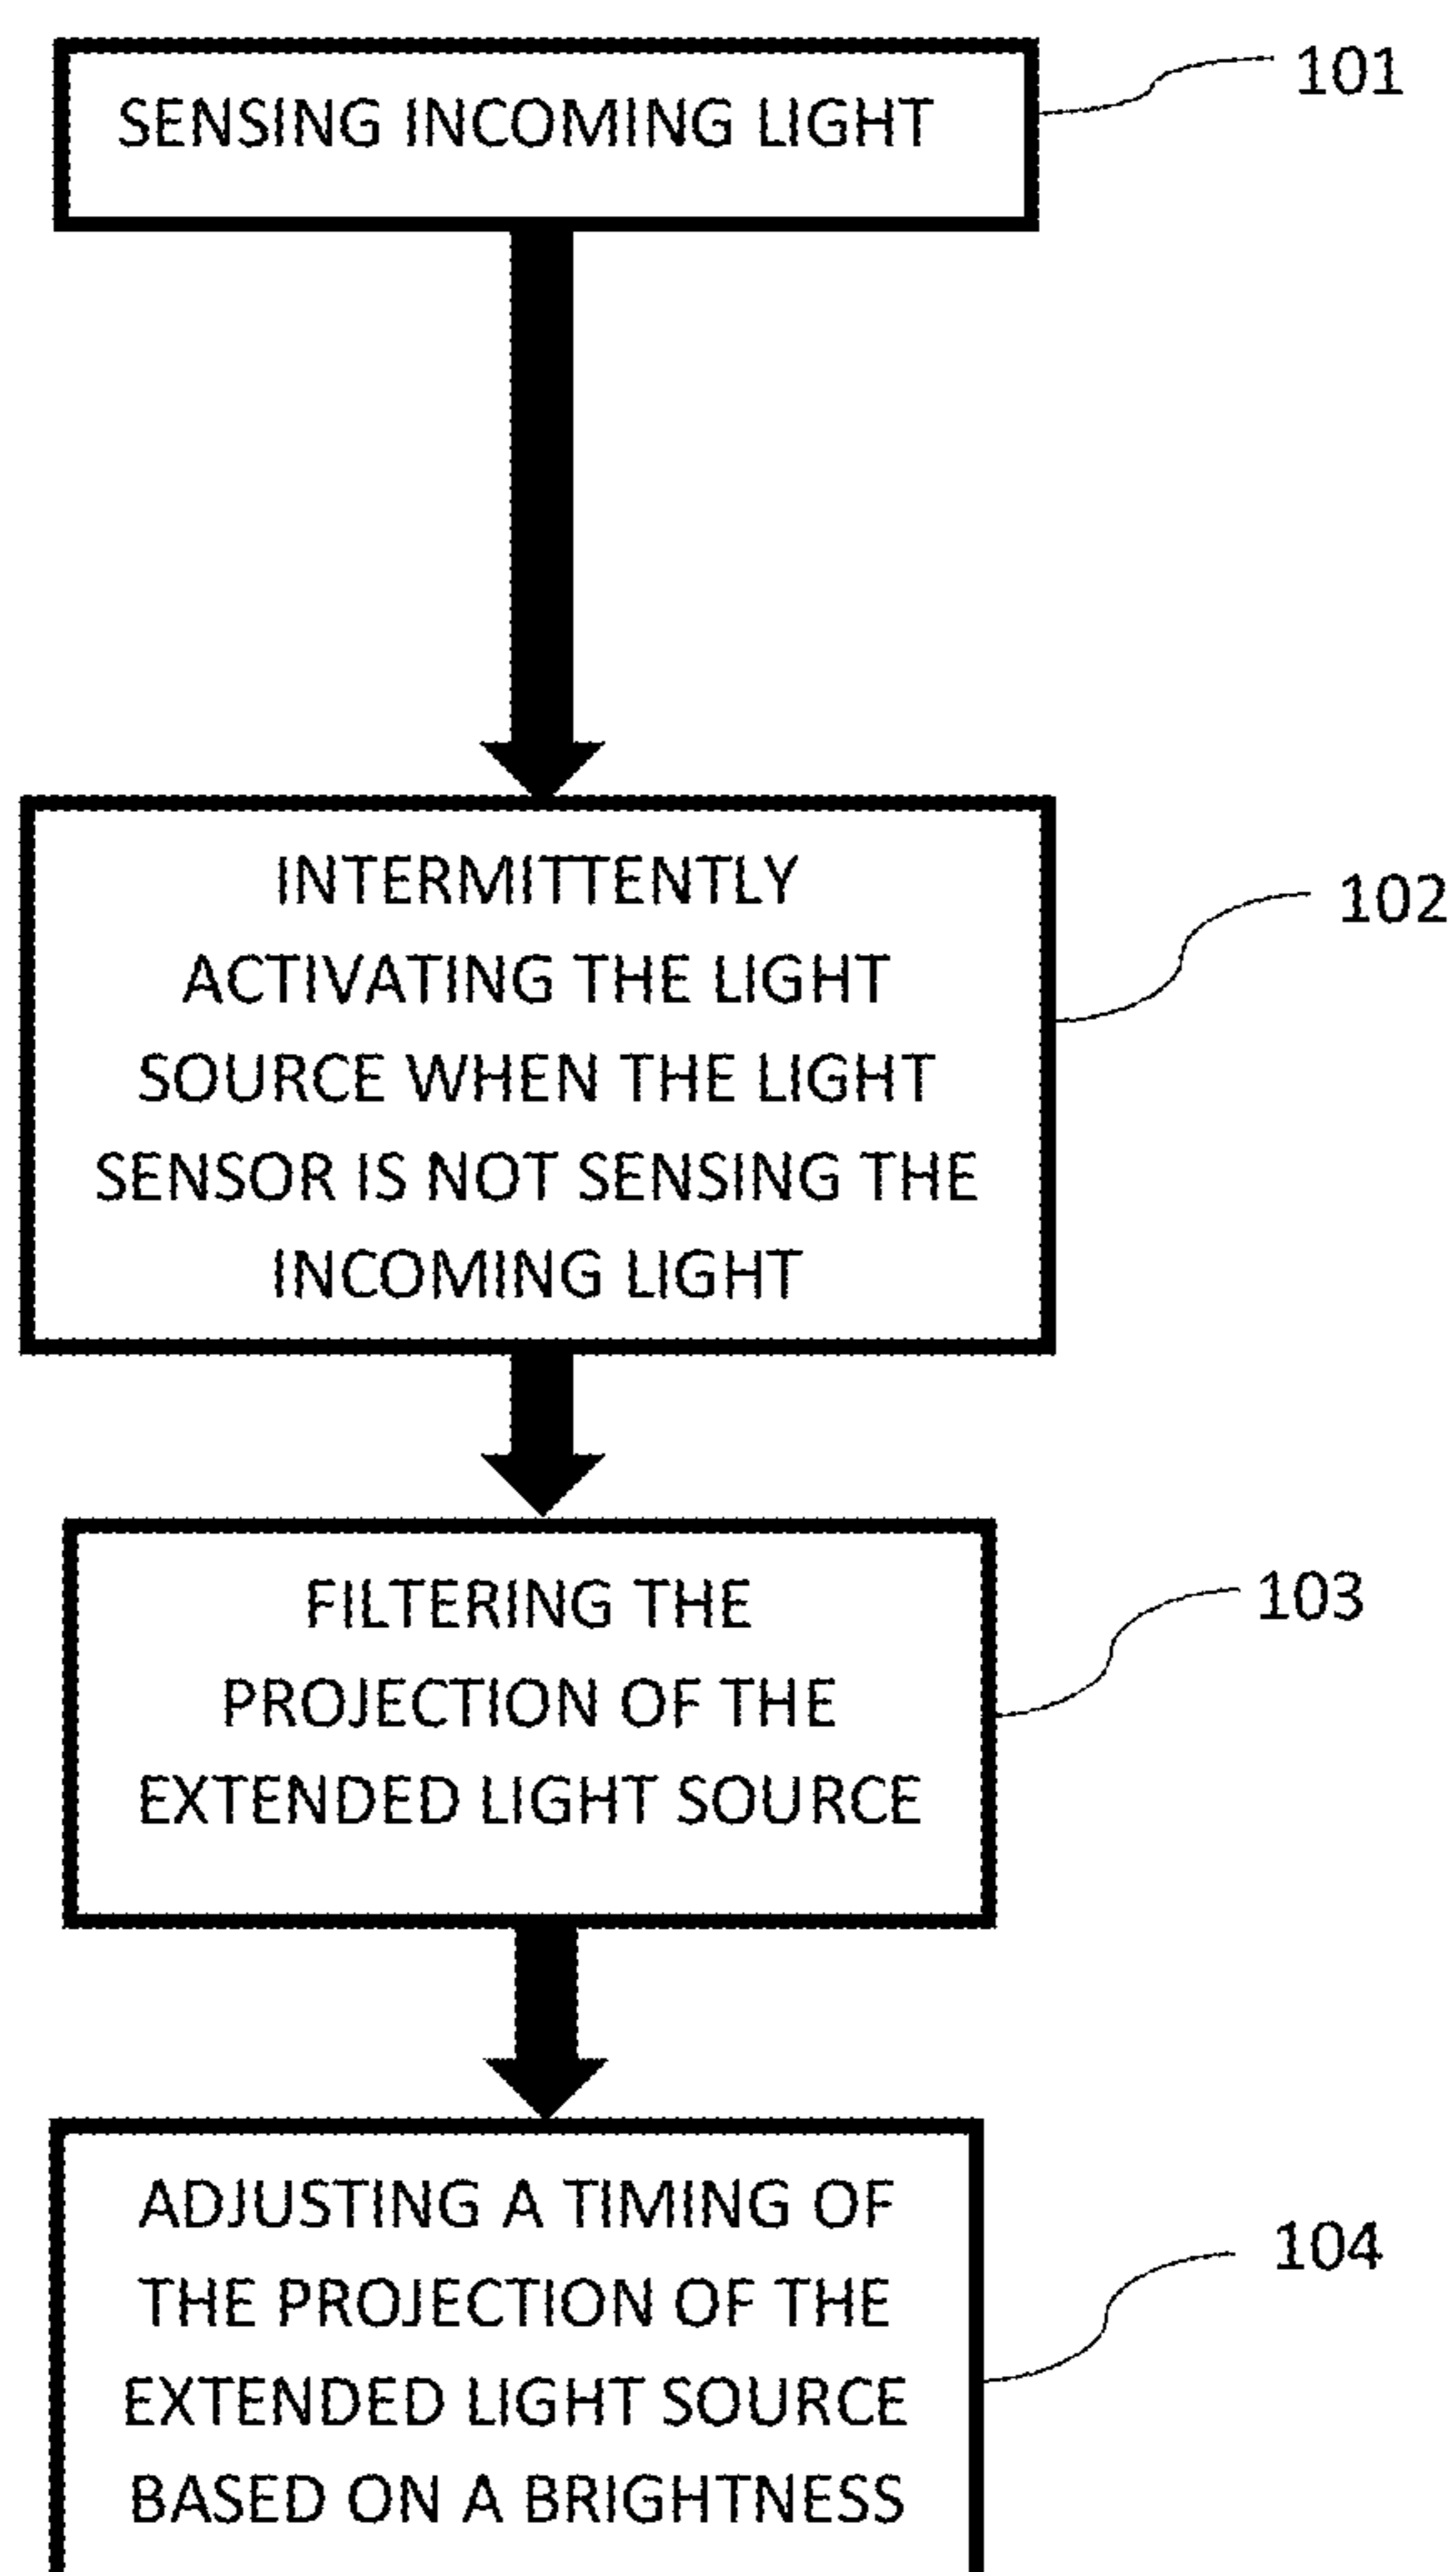 SENSING INCOMING LIGHT
101
INTERMITTENTLY
ACTIVATING THE LIGHT
SOURCE WHEN THE LIGHT
SENSOR IS NOT SENSING THE
INCOMING LIGHT
102
FILTERING THE
PROJECTION OF THE
EXTENDED LIGHT SOURCE
103
ADJUSTING A TIMING OF
THE PROJECTION OF THE
EXTENDED LIGHT SOURCE
BASED ON A BRIGHTNESS
104